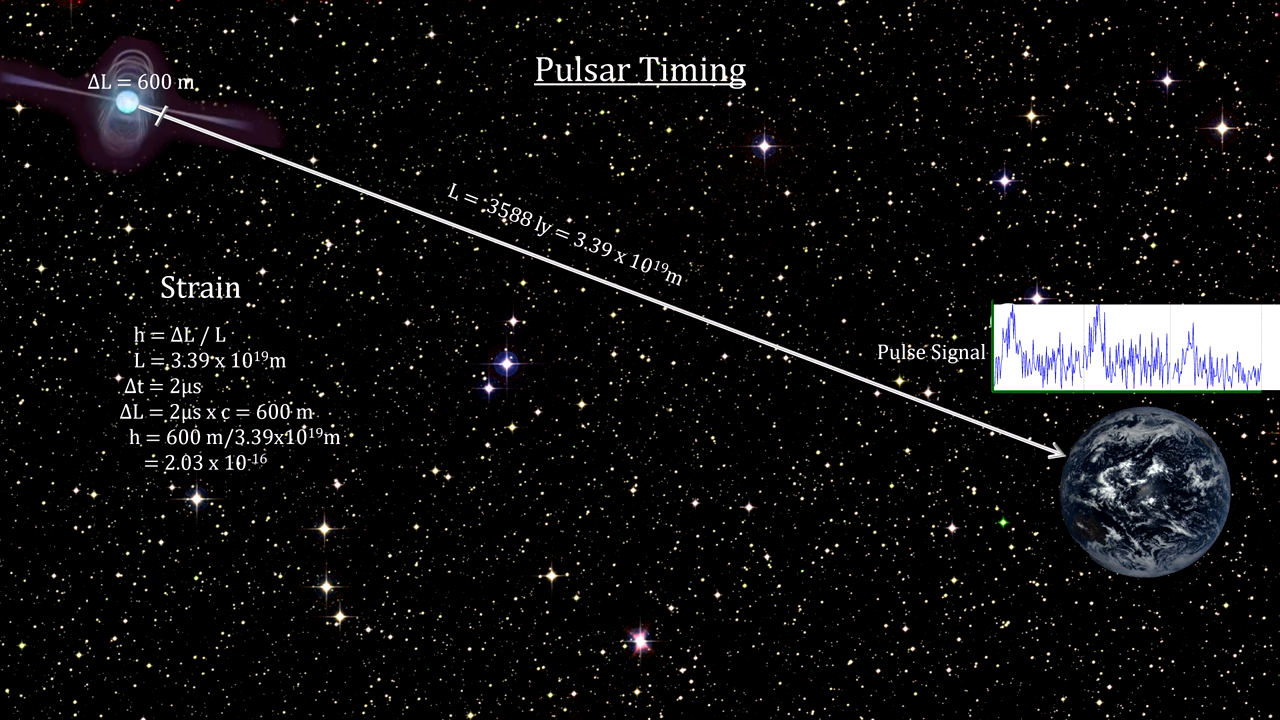 Pulsar Timing
ΔL = 600 m
L = 3588 ly = 3.39 x 10¹⁹m
Strain
h = ΔL / L
L = 3.39 x 10¹⁹m
Δt = 2μs
ΔL = 2μs x c = 600 m
h = 600 m/3.39x10¹⁹m
= 2.03 x 10⁻¹⁶
Pulse Signal